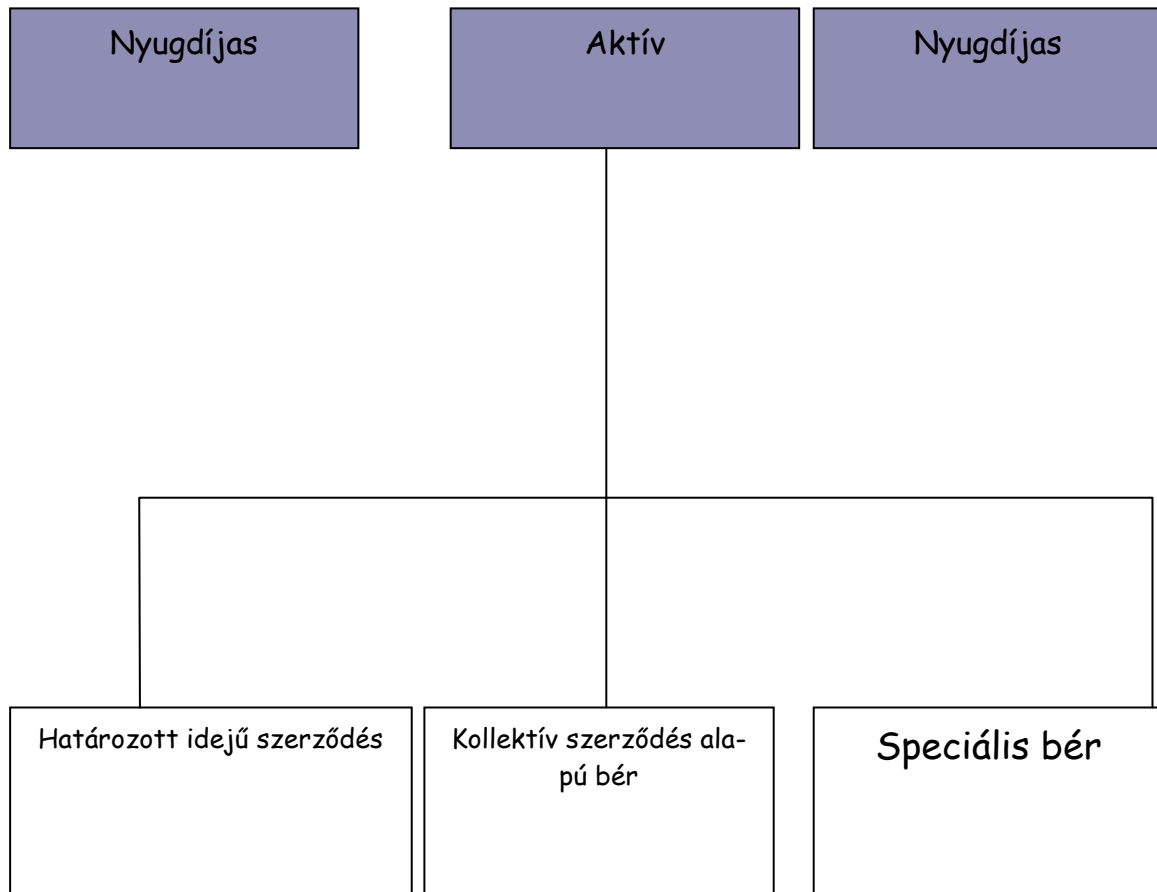 Nyugdíjas
Aktív
Nyugdíjas
Határozott idejű szerződés
Kollektív szerződés ala-
pú bér
Speciális bér